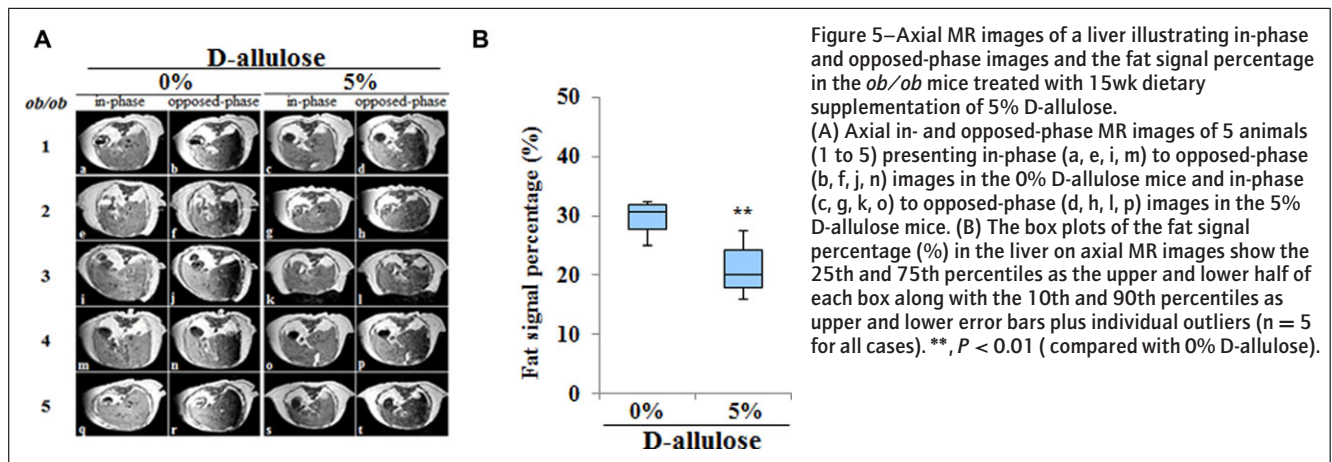 A
D-allulose
0% 5%
ob/ob in-phase opposed-phase in-phase opposed-phase
1 a b c d
2 e f g h
3 i j k l
4 m n o p
5 q r s t
B
Fat signal percentage (%)
50
40
30
20
10
0
**
0% 5%
D-allulose
Figure 5–Axial MR images of a liver illustrating in-phase
and opposed-phase images and the fat signal percentage
in the ob/ob mice treated with 15wk dietary
supplementation of 5% D-allulose.
(A) Axial in- and opposed-phase MR images of 5 animals
(1 to 5) presenting in-phase (a, e, i, m) to opposed-phase
(b, f, j, n) images in the 0% D-allulose mice and in-phase
(c, g, k, o) to opposed-phase (d, h, l, p) images in the 5%
D-allulose mice. (B) The box plots of the fat signal
percentage (%) in the liver on axial MR images show the
25th and 75th percentiles as the upper and lower half of
each box along with the 10th and 90th percentiles as
upper and lower error bars plus individual outliers (n = 5
for all cases). **, P < 0.01 ( compared with 0% D-allulose).